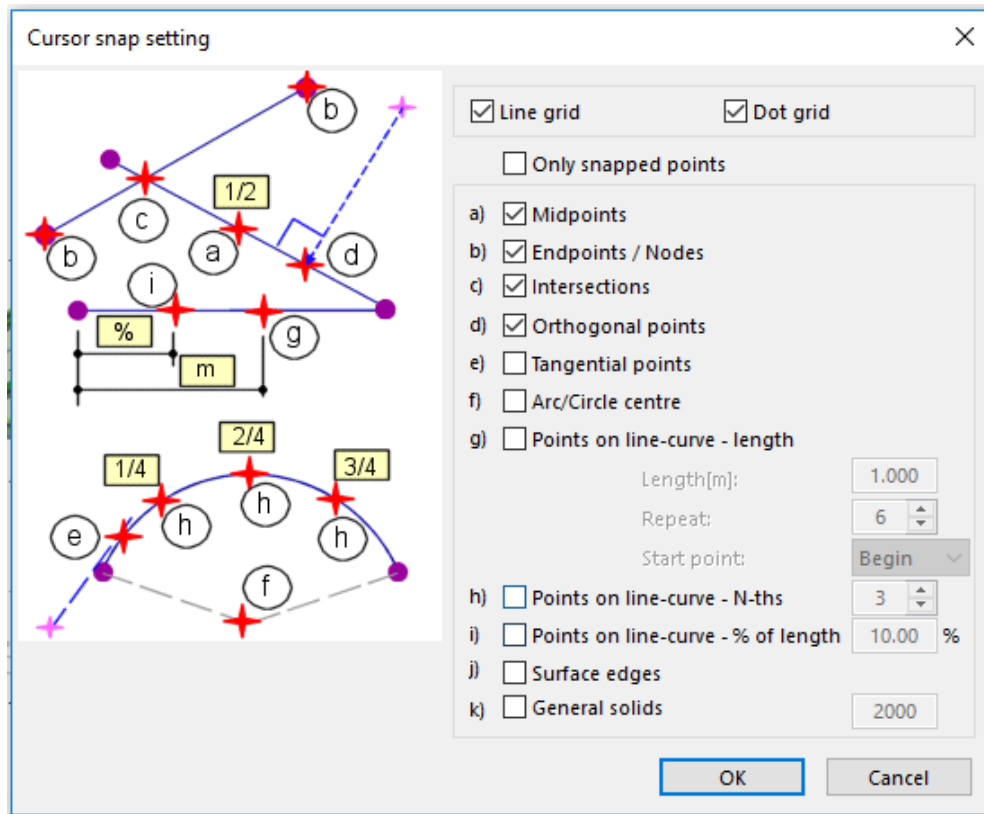 Cursor snap setting
b
1/2
c
a
d
b
i
g
%
m
2/4
1/4
3/4
h
h
h
e
f
Line grid
Dot grid
Only snapped points
a) Midpoints
b) Endpoints / Nodes
c) Intersections
d) Orthogonal points
e) Tangential points
f) Arc/Circle centre
g) Points on line-curve - length
Length[m]: 1.000
Repeat: 6
Start point: Begin
h) Points on line-curve - N-ths 3
i) Points on line-curve - % of length 10.00 %
j) Surface edges
k) General solids 2000
OK
Cancel